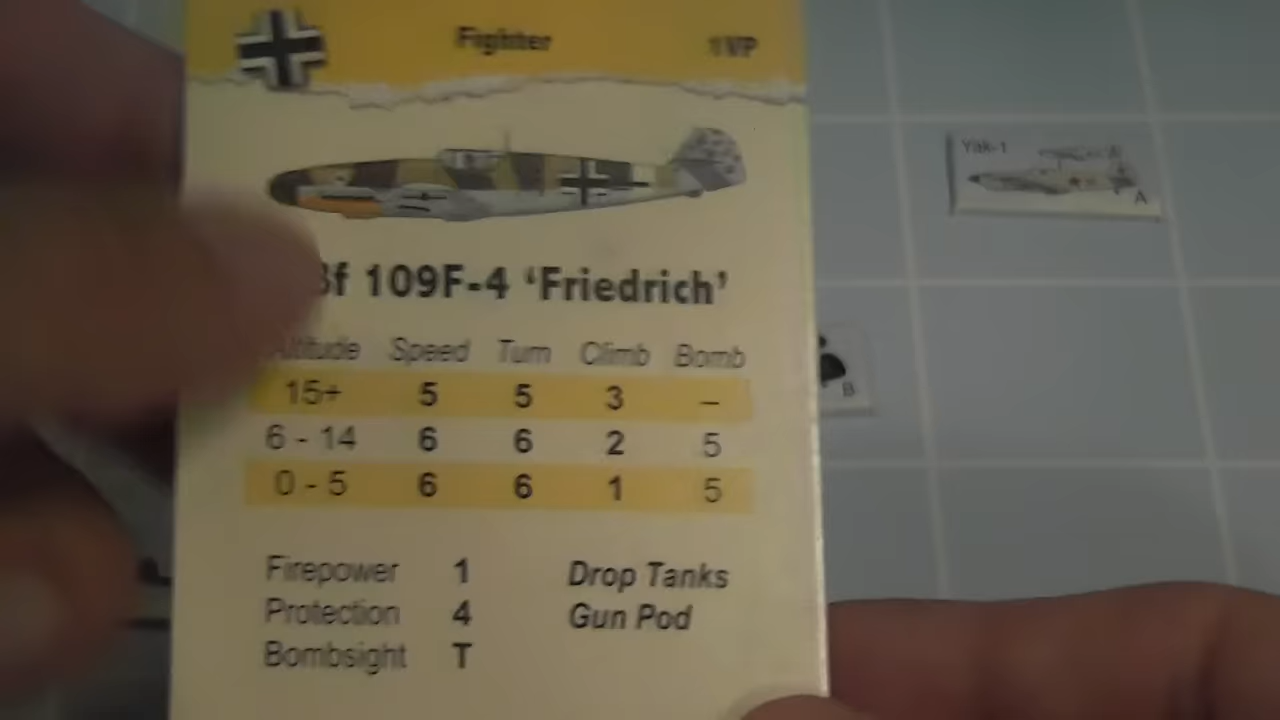 Fighter 1VP
Bf 109F-4 ‘Friedrich’
Altitude Speed Turn Climb Bomb
15+ 5 5 3 –
6 - 14 6 6 2 5
0 - 5 6 6 1 5
Firepower 1 Drop Tanks
Protection 4 Gun Pod
Bombsight T
Yak-1
A
B